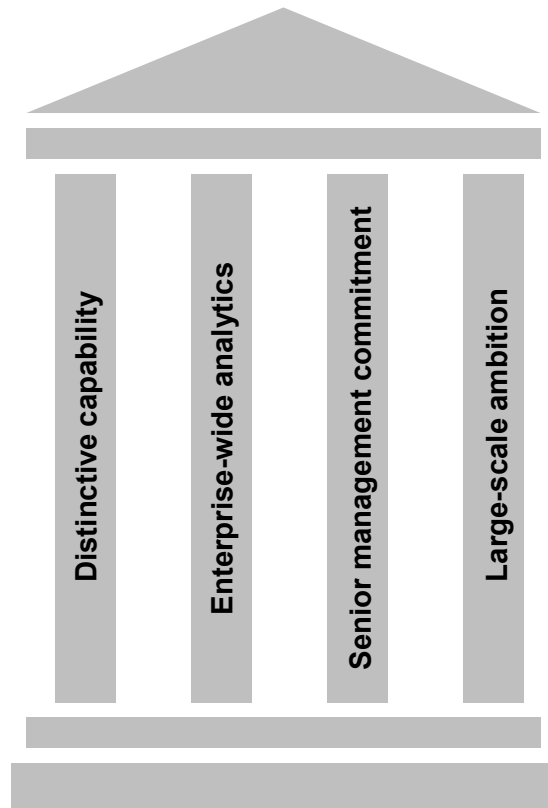 Distinctive capability
Enterprise-wide analytics
Senior management commitment
Large-scale ambition